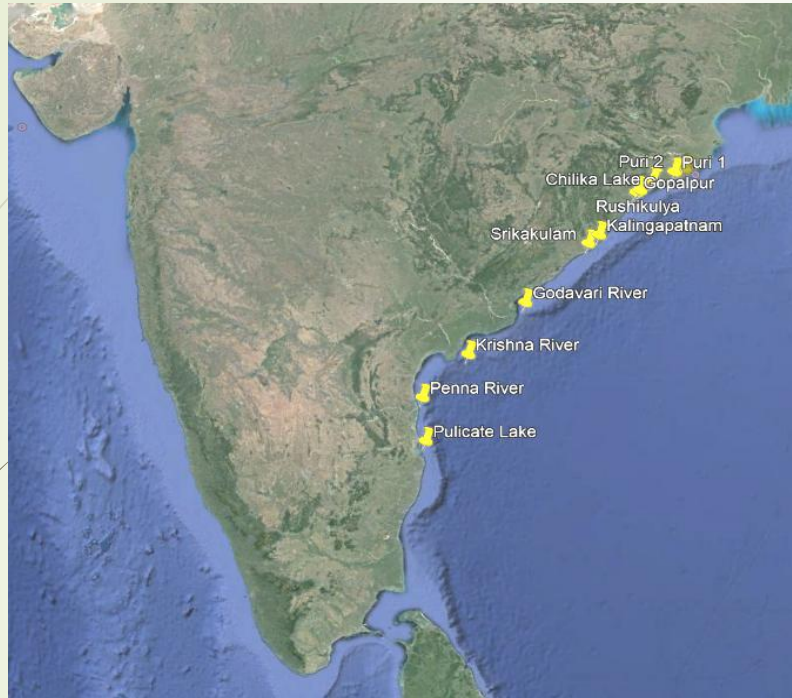 Puri 2
Puri 1
Chilika Lake
Gopalpur
Rushikulya
Kalingapatnam
Srikakulam
Godavari River
Krishna River
Penna River
Pulicate Lake